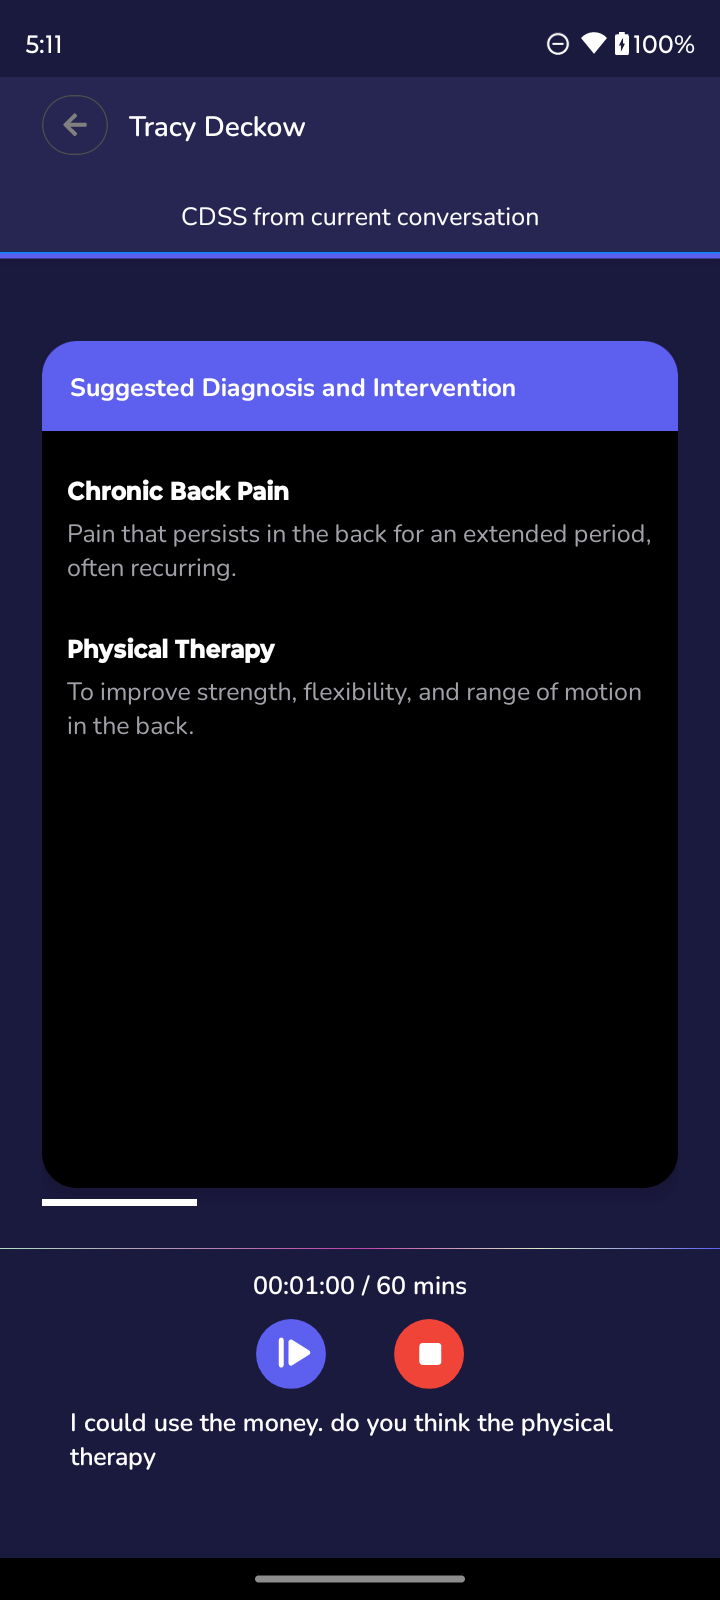 5:11
100%
Tracy Deckow
CDSS from current conversation
Suggested Diagnosis and Intervention
Chronic Back Pain
Pain that persists in the back for an extended period,
often recurring.
Physical Therapy
To improve strength, flexibility, and range of motion
in the back.
00:01:00 / 60 mins
I could use the money. do you think the physical
therapy